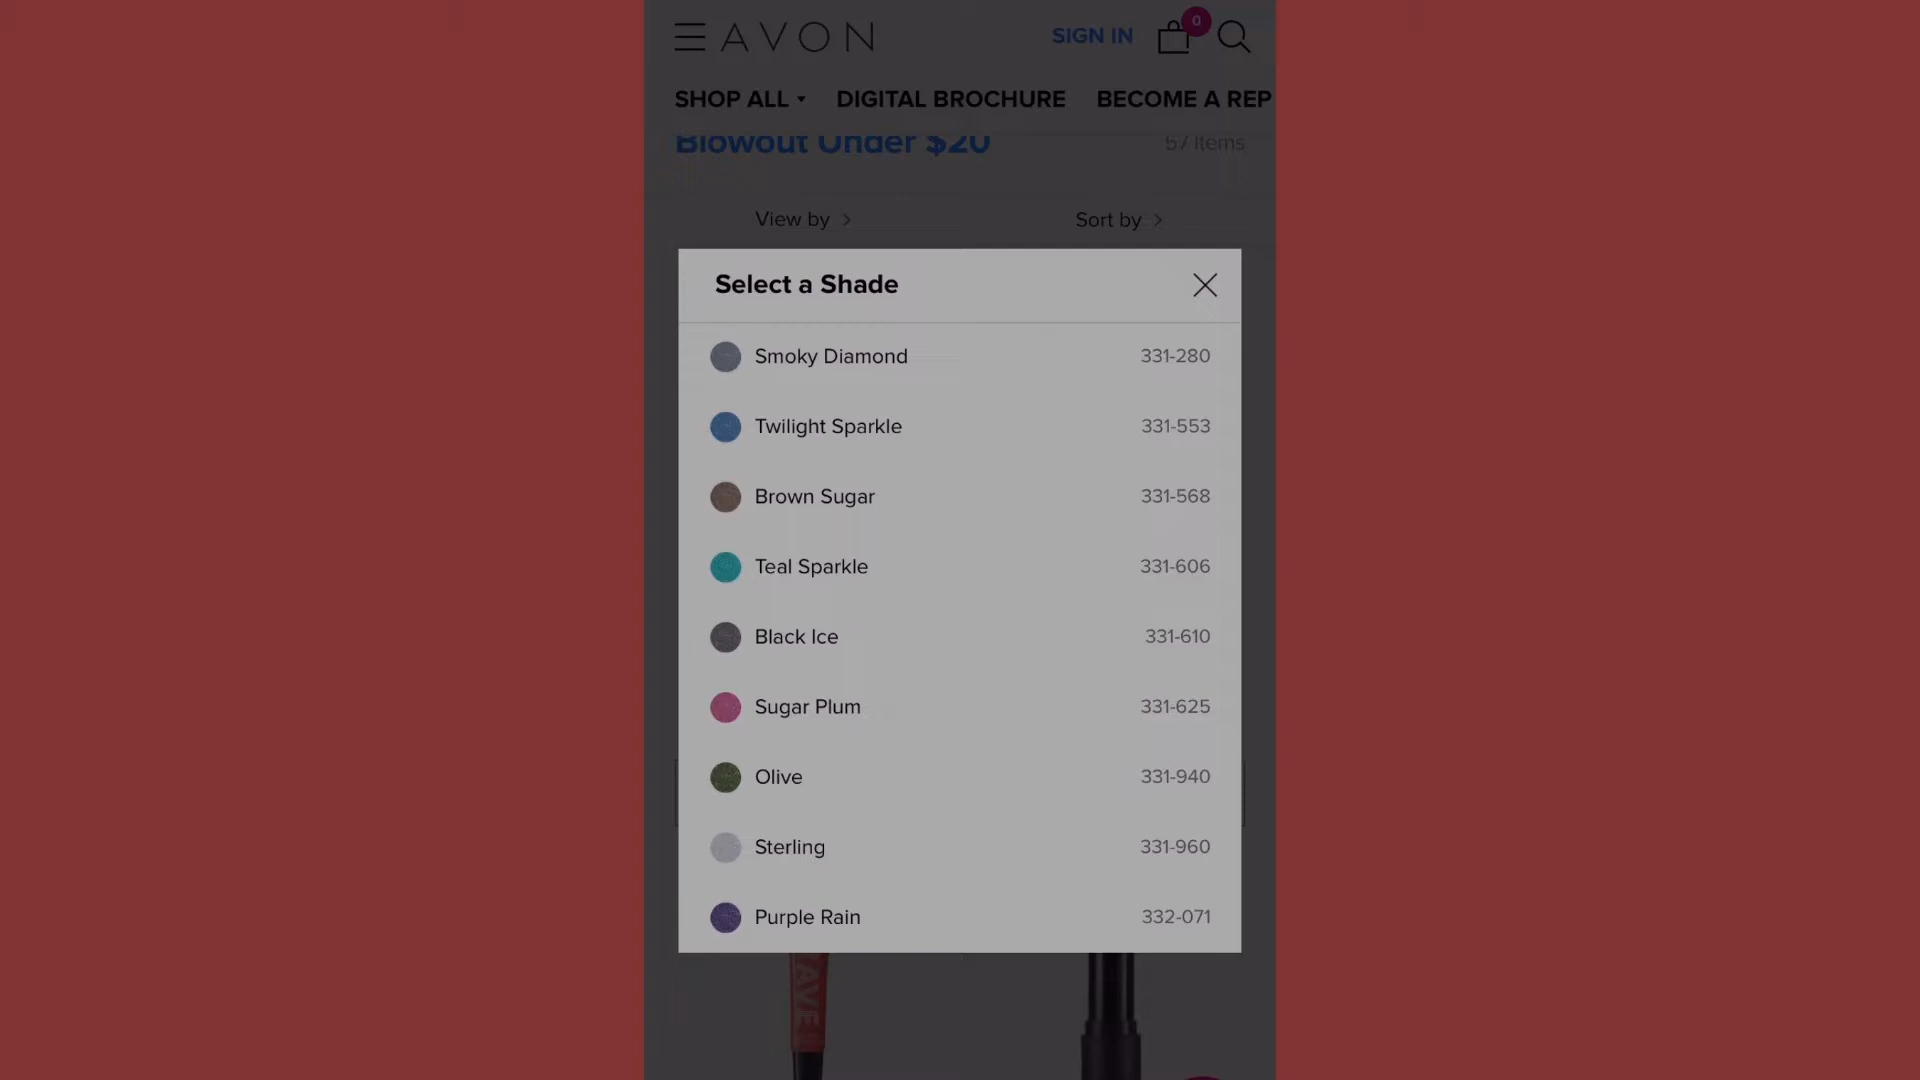 AVON
SIGN IN
0
SHOP ALL
DIGITAL BROCHURE
BECOME A REP
Blowout Under $20
57 Items
View by
Sort by
Select a Shade
Smoky Diamond 331-280
Twilight Sparkle 331-553
Brown Sugar 331-568
Teal Sparkle 331-606
Black Ice 331-610
Sugar Plum 331-625
Olive 331-940
Sterling 331-960
Purple Rain 332-071